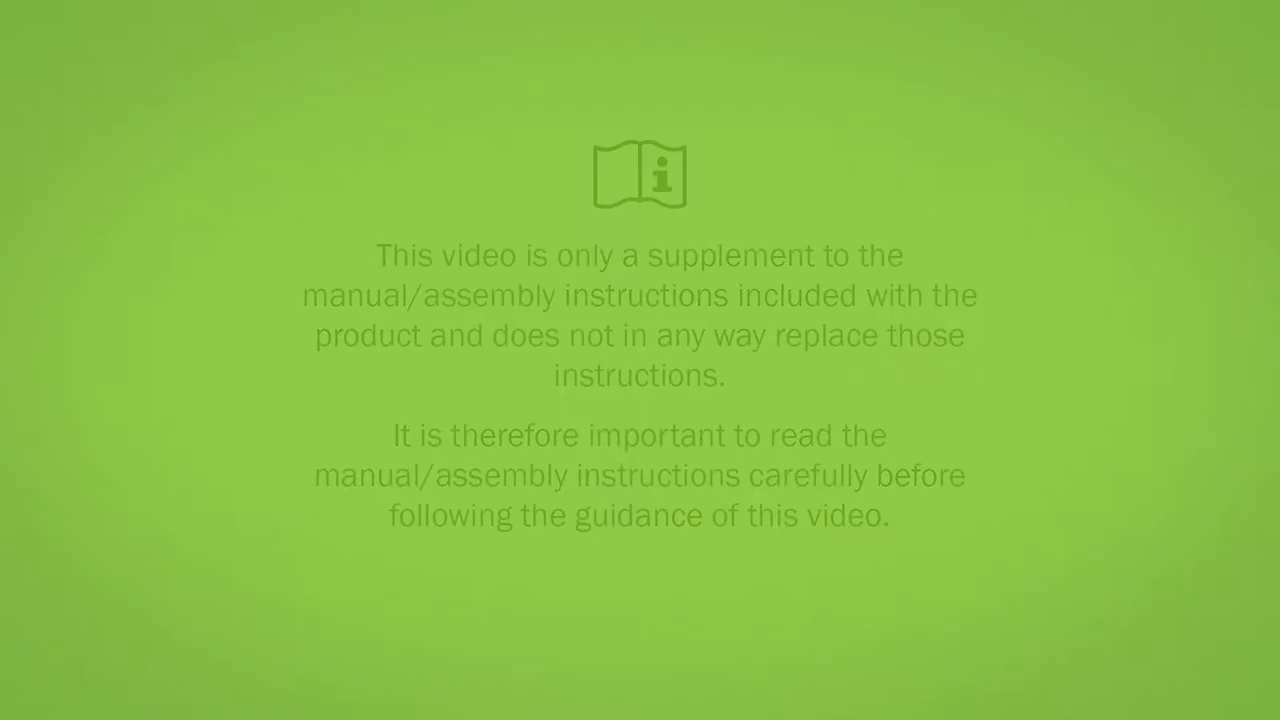 This video is only a supplement to the
manual/assembly instructions included with the
product and does not in any way replace those
instructions.
It is therefore important to read the
manual/assembly instructions carefully before
following the guidance of this video.